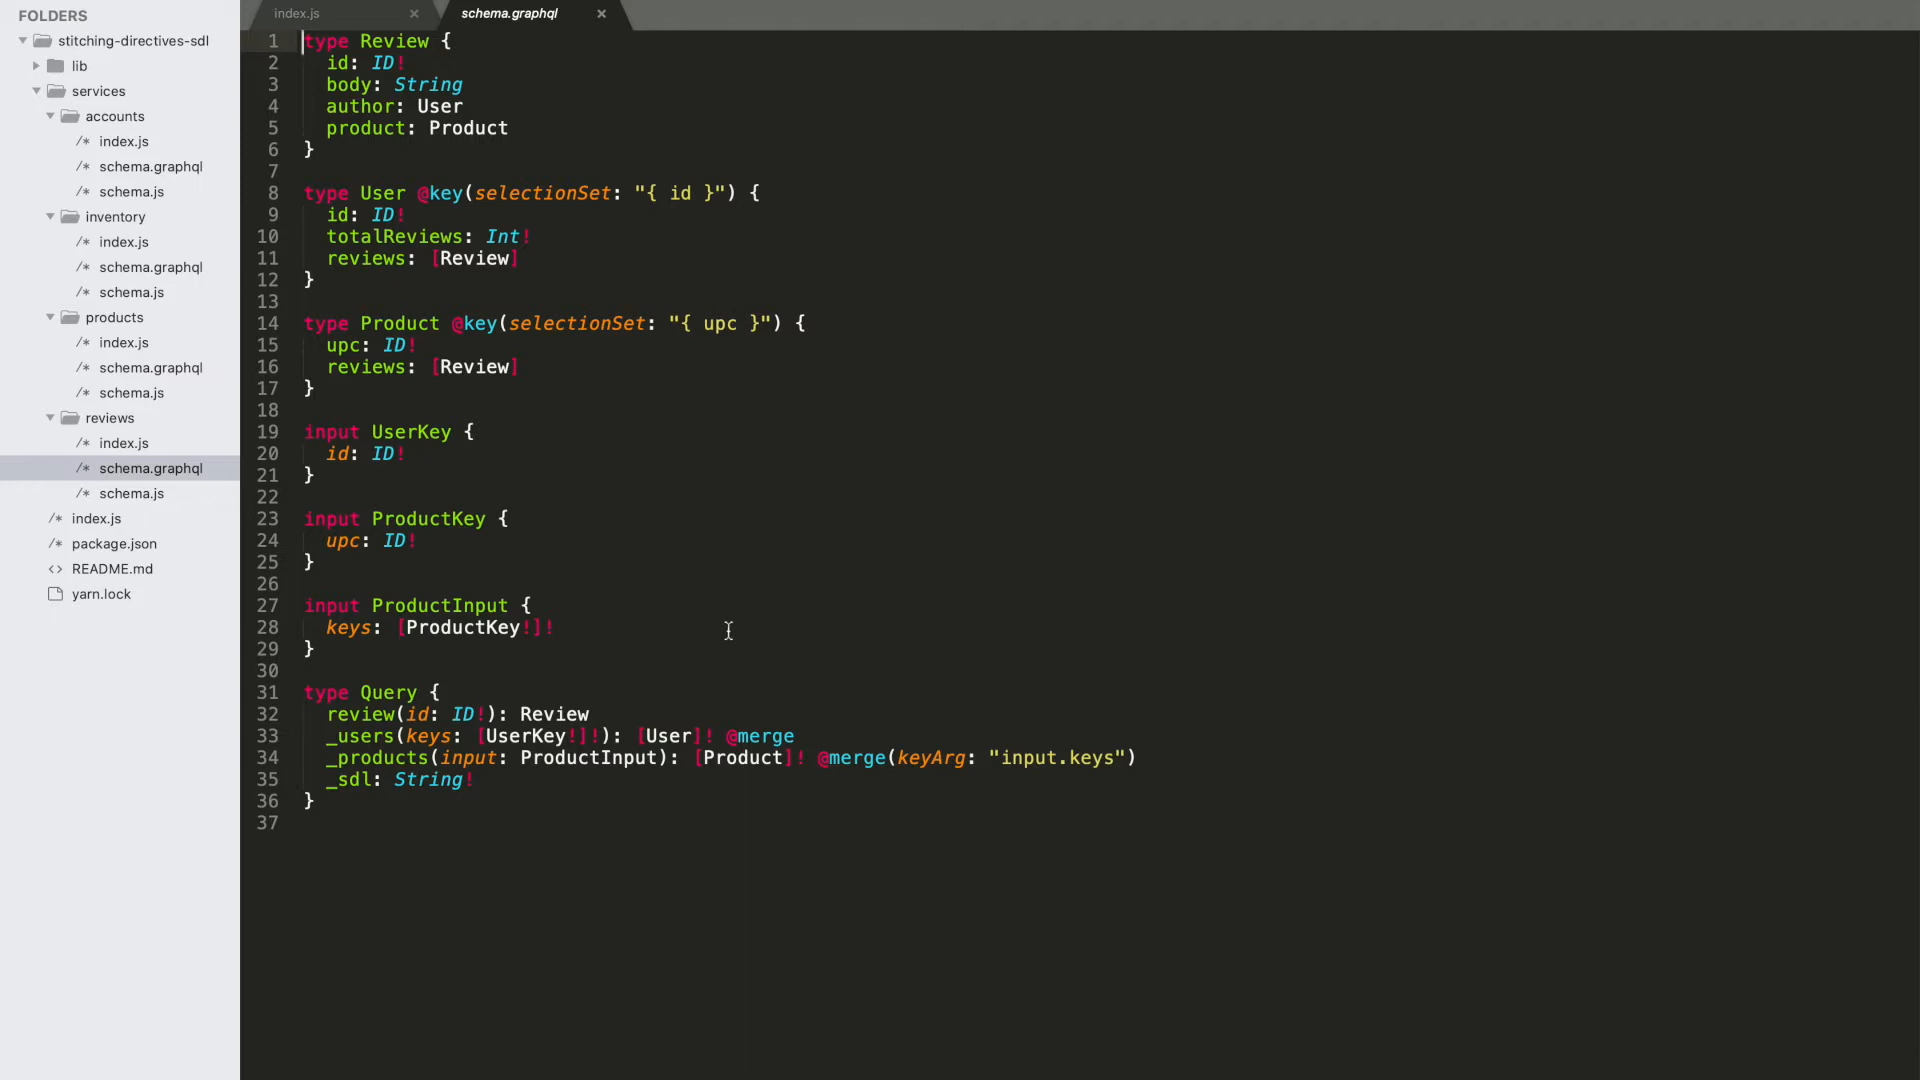 FOLDERS
stitching-directives-sdl
lib
services
accounts
/* index.js
/* schema.graphql
/* schema.js
inventory
/* index.js
/* schema.graphql
/* schema.js
products
/* index.js
/* schema.graphql
/* schema.js
reviews
/* index.js
/* schema.graphql
/* schema.js
/* index.js
/* package.json
<> README.md
yarn.lock
index.js ×
schema.graphql ×
1 type Review {
2 id: ID!
3 body: String
4 author: User
5 product: Product
6 }
7
8 type User @key(selectionSet: "{ id }") {
9 id: ID!
10 totalReviews: Int!
11 reviews: [Review]
12 }
13
14 type Product @key(selectionSet: "{ upc }") {
15 upc: ID!
16 reviews: [Review]
17 }
18
19 input UserKey {
20 id: ID!
21 }
22
23 input ProductKey {
24 upc: ID!
25 }
26
27 input ProductInput {
28 keys: [ProductKey!]!
29 }
30
31 type Query {
32 review(id: ID!): Review
33 _users(keys: [UserKey!]!): [User]! @merge
34 _products(input: ProductInput): [Product]! @merge(keyArg: "input.keys")
35 _sdl: String!
36 }
37